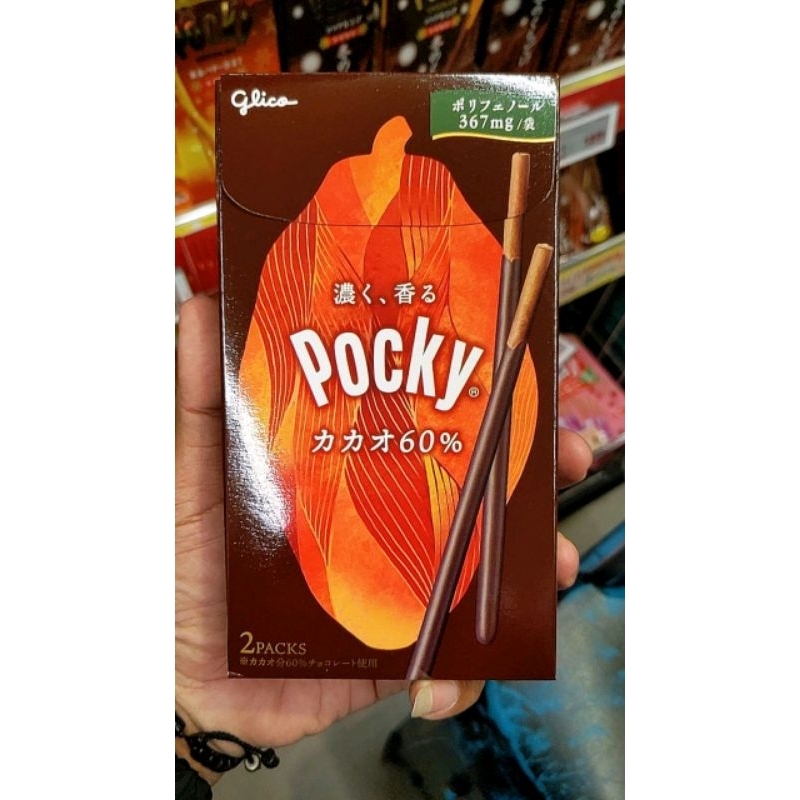 Glico
ポリフェノール
367mg/袋
濃く、香る
Pocky®
カカオ60%
2PACKS
※カカオ分60%チョコレート使用